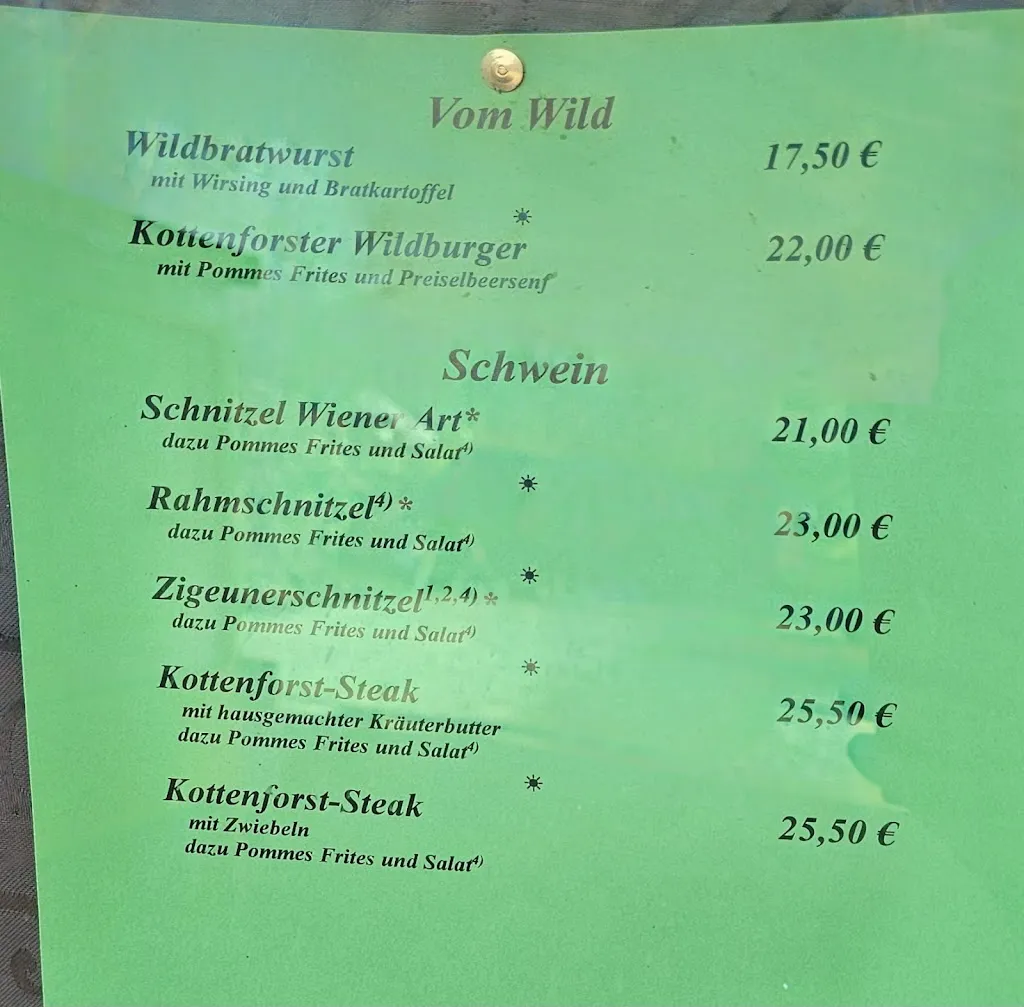 Vom Wild
Wildbratwurst 17,50 €
mit Wirsing und Bratkartoffel
☀
Kottenforster Wildburger 22,00 €
mit Pommes Frites und Preiselbeersenf
Schwein
Schnitzel Wiener Art* 21,00 €
dazu Pommes Frites und Salat⁴⁾
☀
Rahmschnitzel⁴⁾* 23,00 €
dazu Pommes Frites und Salat⁴⁾
☀
Zigeunerschnitzel¹,²,⁴⁾* 23,00 €
dazu Pommes Frites und Salat⁴⁾
☀
Kottenforst-Steak 25,50 €
mit hausgemachter Kräuterbutter
dazu Pommes Frites und Salat⁴⁾
☀
Kottenforst-Steak 25,50 €
mit Zwiebeln
dazu Pommes Frites und Salat⁴⁾